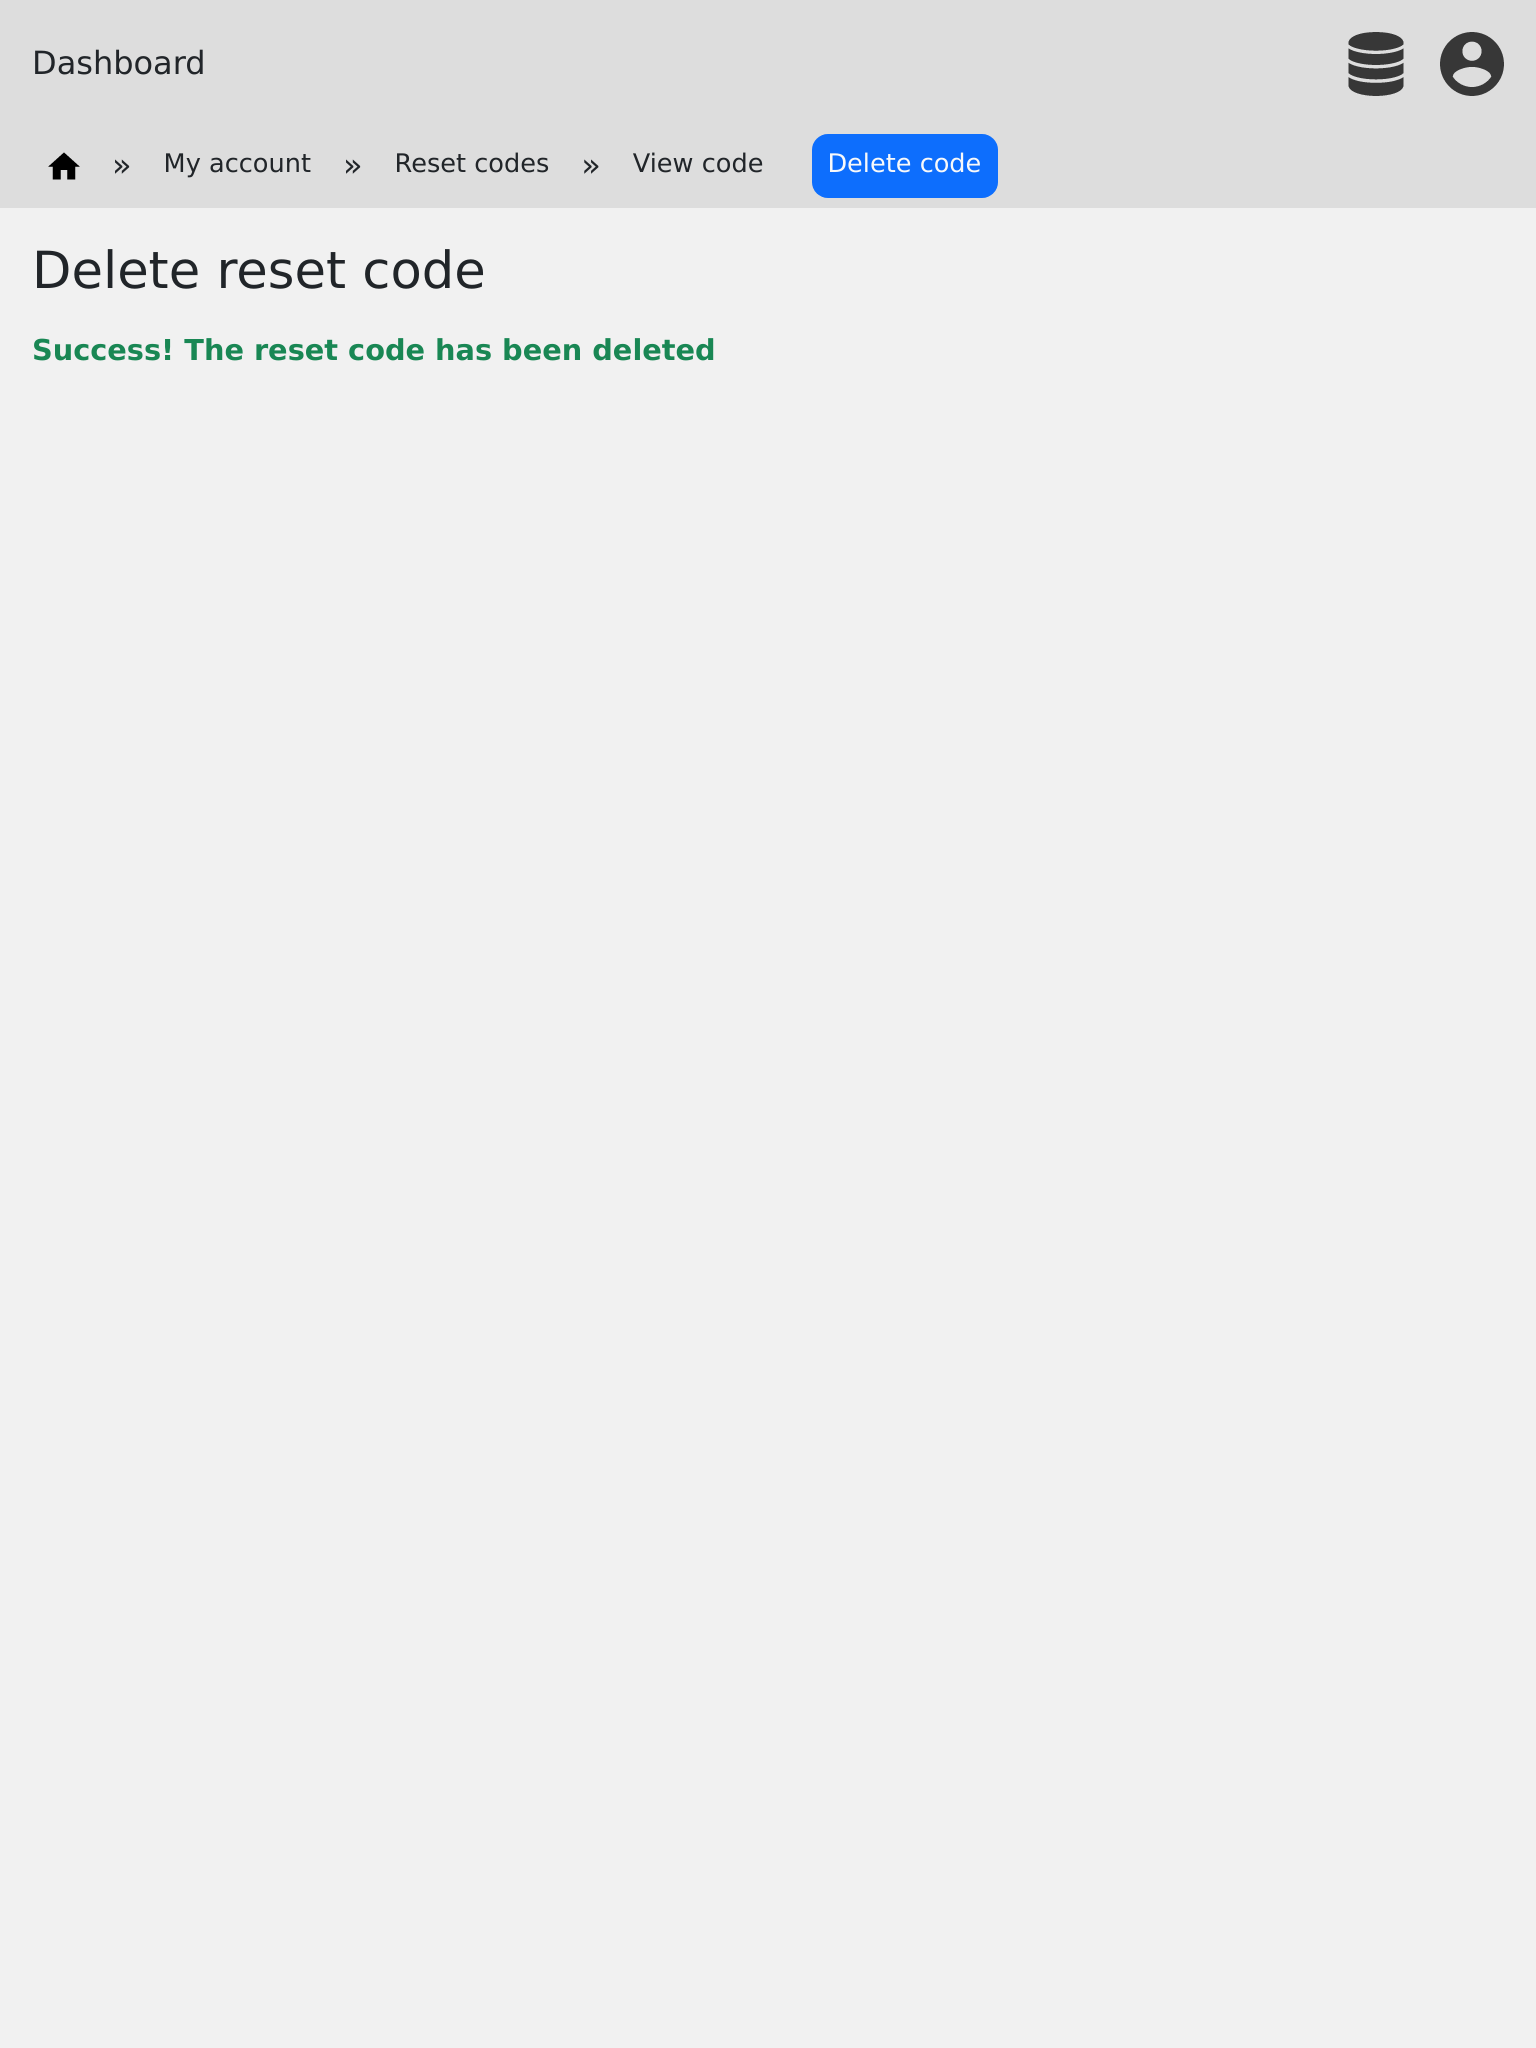 Dashboard
» My account » Reset codes » View code Delete code
Delete reset code
Success! The reset code has been deleted